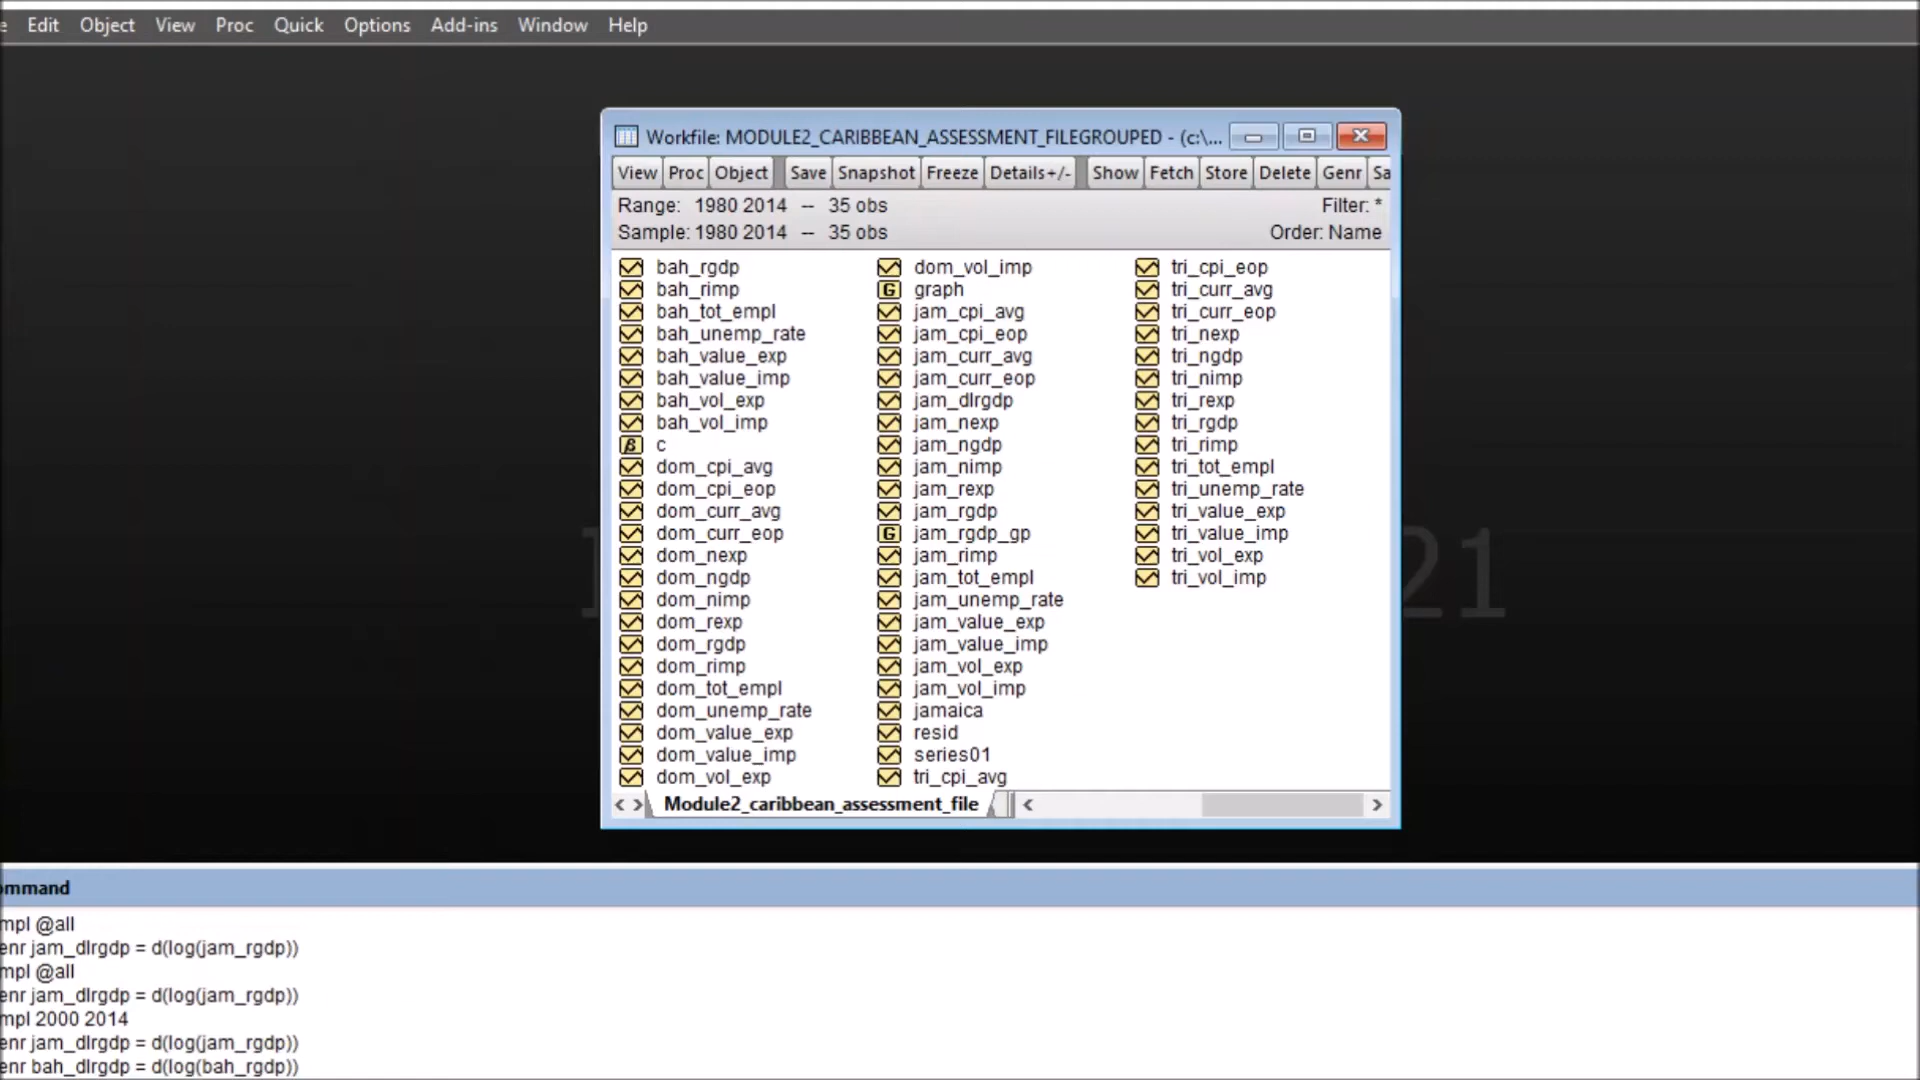 Edit Object View Proc Quick Options Add-ins Window Help
Workfile: MODULE2_CARIBBEAN_ASSESSMENT_FILEGROUPED - (c:\...
View Proc Object Save Snapshot Freeze Details+/- Show Fetch Store Delete Genr Sa
Range: 1980 2014 -- 35 obs Filter: *
Sample: 1980 2014 -- 35 obs Order: Name
bah_rgdp
bah_rimp
bah_tot_empl
bah_unemp_rate
bah_value_exp
bah_value_imp
bah_vol_exp
bah_vol_imp
β c
dom_cpi_avg
dom_cpi_eop
dom_curr_avg
dom_curr_eop
dom_nexp
dom_ngdp
dom_nimp
dom_rexp
dom_rgdp
dom_rimp
dom_tot_empl
dom_unemp_rate
dom_value_exp
dom_value_imp
dom_vol_exp
dom_vol_imp
G graph
jam_cpi_avg
jam_cpi_eop
jam_curr_avg
jam_curr_eop
jam_dlrgdp
jam_nexp
jam_ngdp
jam_nimp
jam_rexp
jam_rgdp
G jam_rgdp_gp
jam_rimp
jam_tot_empl
jam_unemp_rate
jam_value_exp
jam_value_imp
jam_vol_exp
jam_vol_imp
jamaica
resid
series01
tri_cpi_avg
tri_cpi_eop
tri_curr_avg
tri_curr_eop
tri_nexp
tri_ngdp
tri_nimp
tri_rexp
tri_rgdp
tri_rimp
tri_tot_empl
tri_unemp_rate
tri_value_exp
tri_value_imp
tri_vol_exp
tri_vol_imp
21
< > Module2_caribbean_assessment_file < >
ommand
mpl @all
enr jam_dlrgdp = d(log(jam_rgdp))
mpl @all
enr jam_dlrgdp = d(log(jam_rgdp))
mpl 2000 2014
enr jam_dlrgdp = d(log(jam_rgdp))
enr bah_dlrgdp = d(log(bah_rgdp))